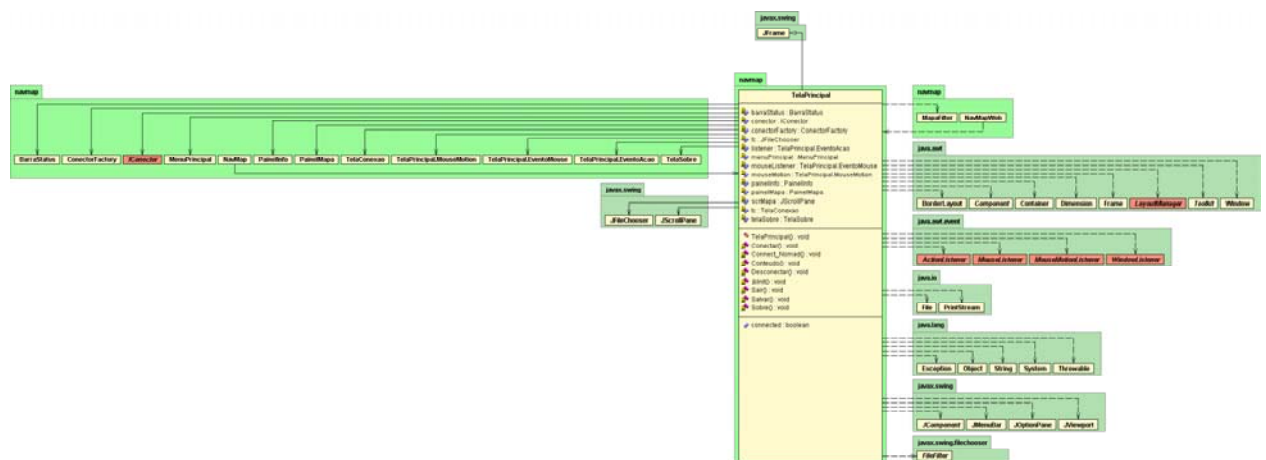 javax.swing
JFrame
navmap
BarraStatus ConectorFactory IConector MenuPrincipal NavMap PainelInfo PainelMapa TelaConexao TelaPrincipal.MouseMotion TelaPrincipal.EventoMouse TelaPrincipal.EventoAcao TelaSobre
javax.swing
JFileChooser JScrollPane
navmap
TelaPrincipal
barraStatus : BarraStatus
conector : IConector
conectorFactory : ConectorFactory
fc : JFileChooser
listener : TelaPrincipal.EventoAcao
menuPrincipal : MenuPrincipal
mouseListener : TelaPrincipal.EventoMouse
mouseMotion : TelaPrincipal.MouseMotion
painelInfo : PainelInfo
painelMapa : PainelMapa
scrMapa : JScrollPane
tc : TelaConexao
telaSobre : TelaSobre
TelaPrincipal() : void
Conectar() : void
Connect_Nomad() : void
Conteudo() : void
Desconectar() : void
jbInit() : void
Sair() : void
Salvar() : void
Sobre() : void
connected : boolean
navmap
MapaFilter NavMapWeb
java.awt
BorderLayout Component Container Dimension Frame LayoutManager Toolkit Window
java.awt.event
ActionListener MouseListener MouseMotionListener WindowListener
java.io
File PrintStream
java.lang
Exception Object String System Throwable
javax.swing
JComponent JMenuBar JOptionPane JViewport
javax.swing.filechooser
FileFilter